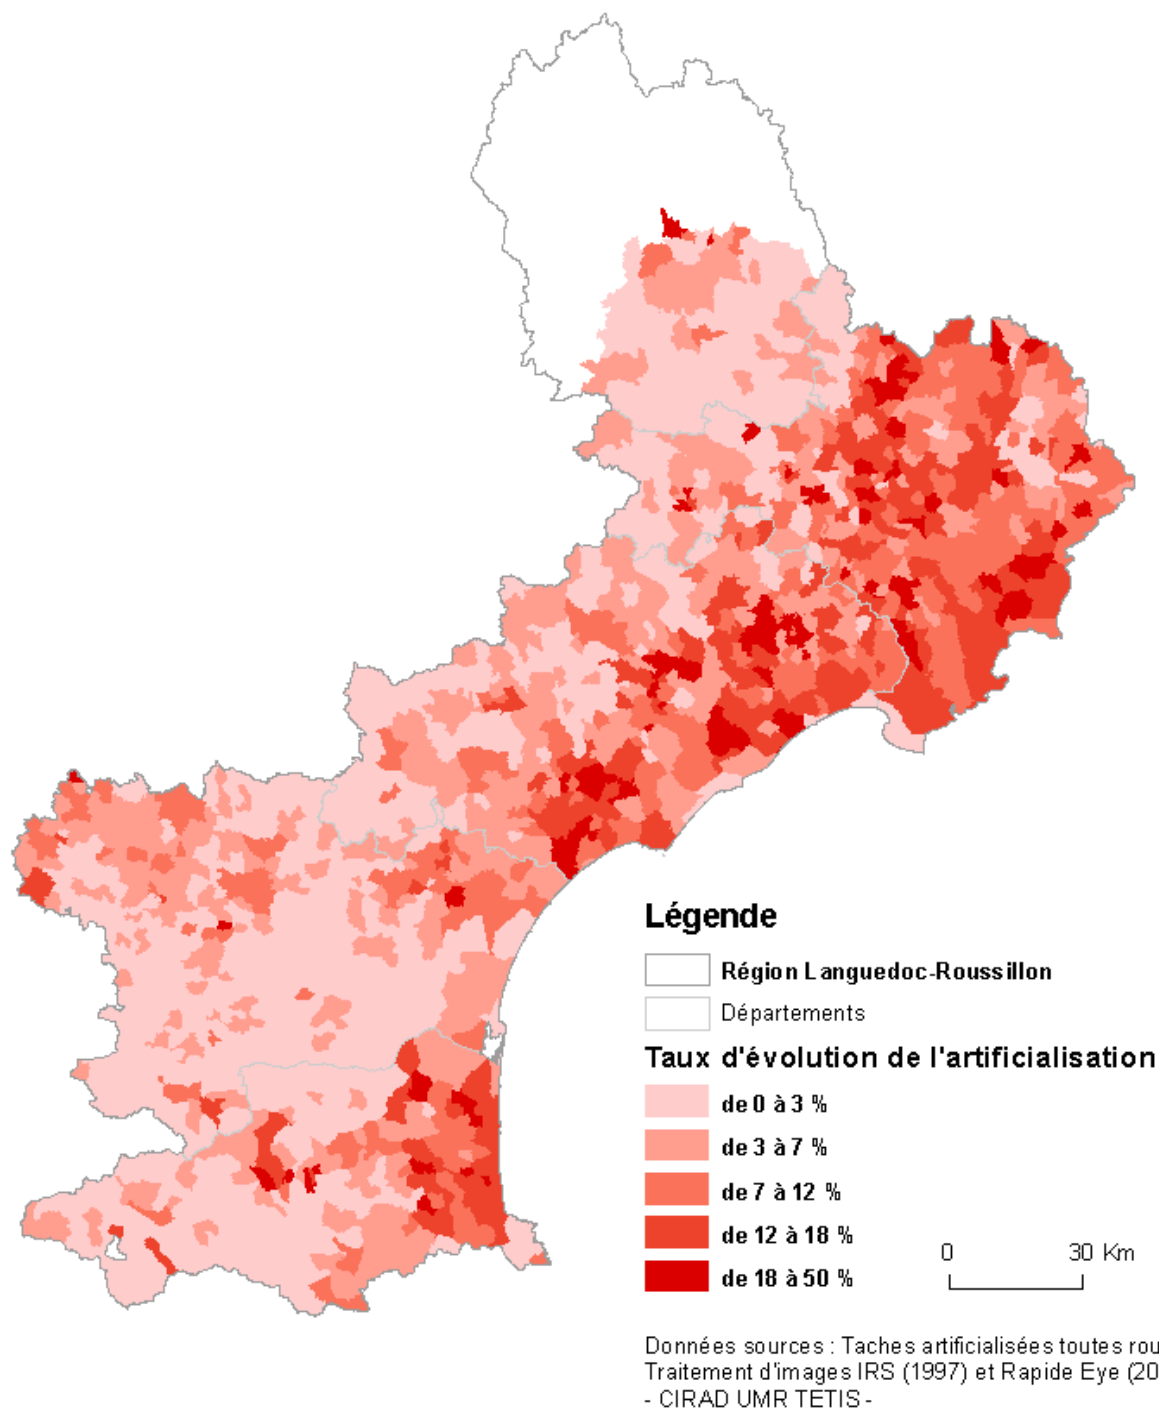 Légende
Région Languedoc-Roussillon
Départements
Taux d'évolution de l'artificialisation
de 0 à 3 %
de 3 à 7 %
de 7 à 12 %
de 12 à 18 %
de 18 à 50 %
0 30 Km
Données sources : Taches artificialisées toutes rou
Traitement d'images IRS (1997) et Rapide Eye (20
- CIRAD UMR TETIS -